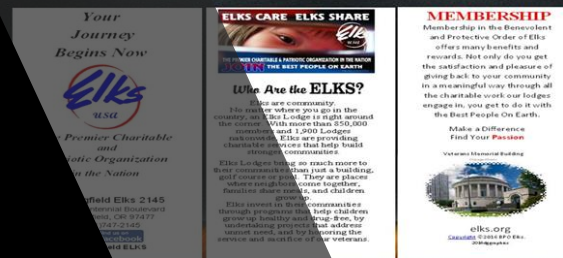 Your
Journey
Begins Now
Elks
USA
Premier Charitable
and
Organization
in the Nation
Elks 2145
Boulevard
OR 97477
747-2145
facebook
ELKS
ELKS CARE ELKS SHARE
Elks
THE PREMIER CHARITABLE & PATRIOTIC ORGANIZATION IN THE NATION
JOIN THE BEST PEOPLE ON EARTH
Who Are the ELKS?
Elks are community.
No matter where you go in the
country, an Elks Lodge is right around
the corner. With more than 850,000
members and 1,900 Lodges
nationwide, Elks are providing
charitable services that help build
stronger communities.
Elks Lodges bring so much more to
their communities than just a building,
golf course or pool. They are places
where neighbors come together,
families share meals, and children
grow up.
Elks invest in their communities
through programs that help children
grow up healthy and drug-free, by
undertaking projects that address
unmet need, and by honoring the
service and sacrifice of our veterans.
MEMBERSHIP
Membership in the Benevolent
and Protective Order of Elks
offers many benefits and
rewards. Not only do you get
the satisfaction and pleasure of
giving back to your community
in a meaningful way through all
the charitable work our lodges
engage in, you get to do it with
the Best People On Earth.
Make a Difference
Find Your Passion
Veterans Memorial Building
elks.org
Copyright © BPO Elks